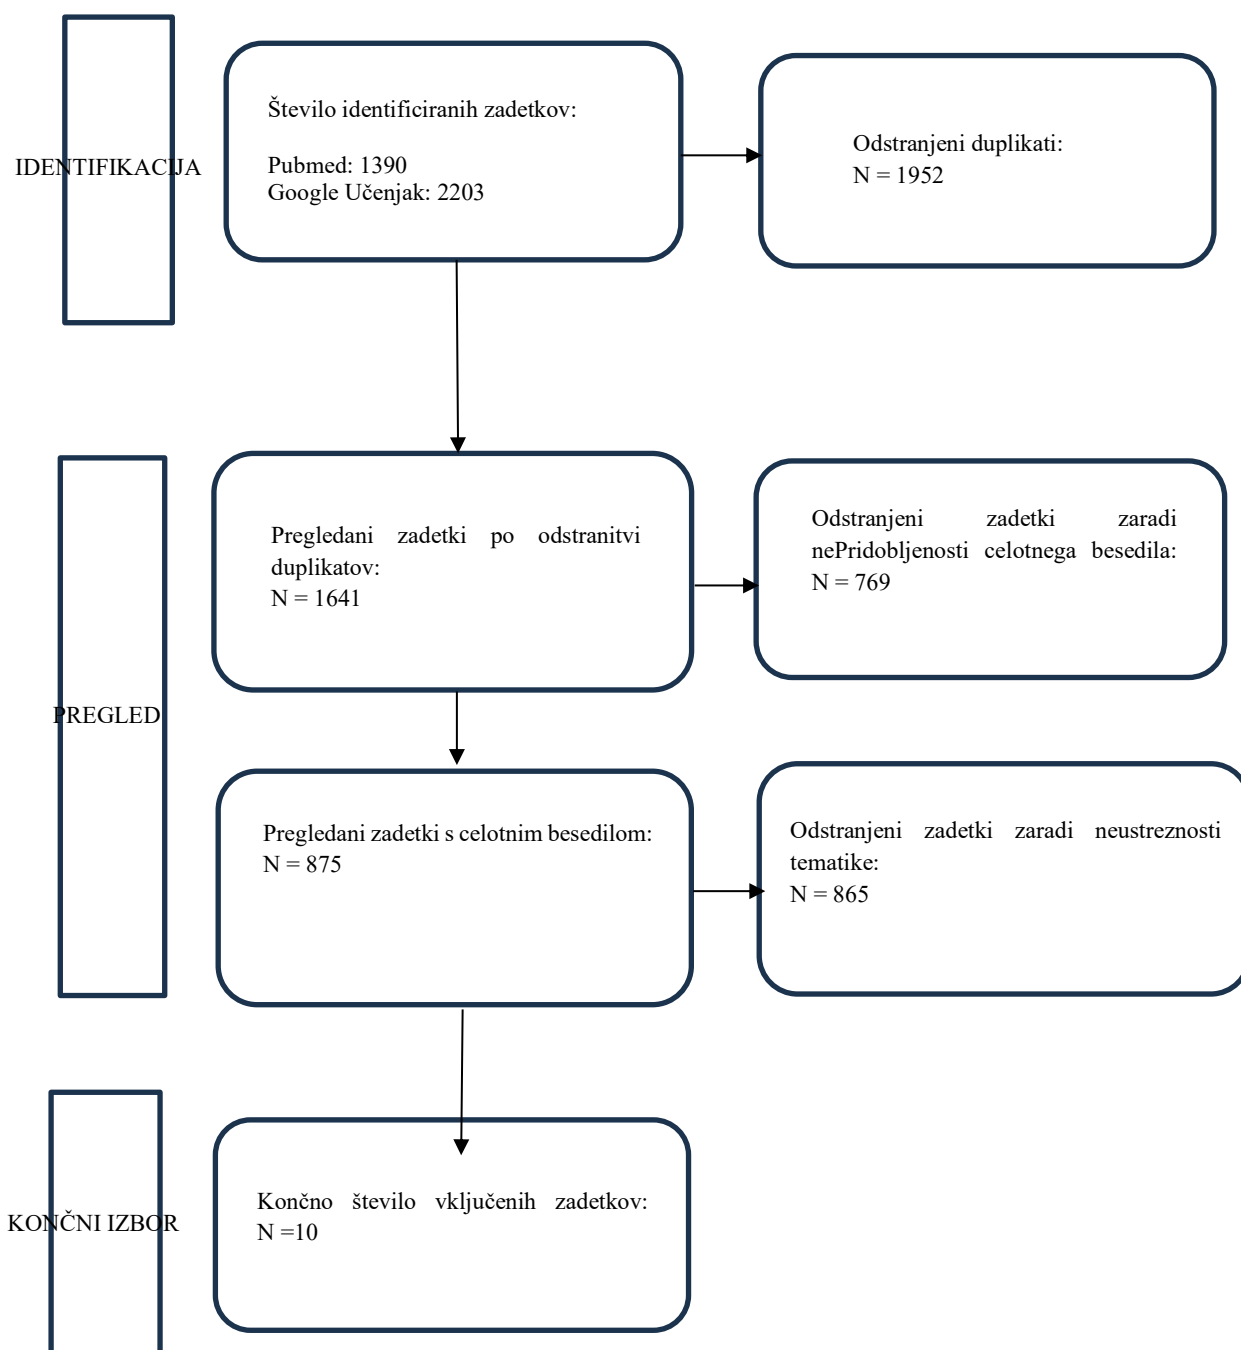 IDENTIFIKACIJA
Število identificiranih zadetkov:
Pubmed: 1390
Google Učenjak: 2203
Odstranjeni duplikati:
N = 1952
PREGLED
Pregledani zadetki po odstranitvi
duplikatov:
N = 1641
Odstranjeni zadetki zaradi
nePridobljenosti celotnega besedila:
N = 769
Pregledani zadetki s celotnim besedilom:
N = 875
Odstranjeni zadetki zaradi neustreznosti
tematike:
N = 865
KONČNI IZBOR
Končno število vključenih zadetkov:
N =10